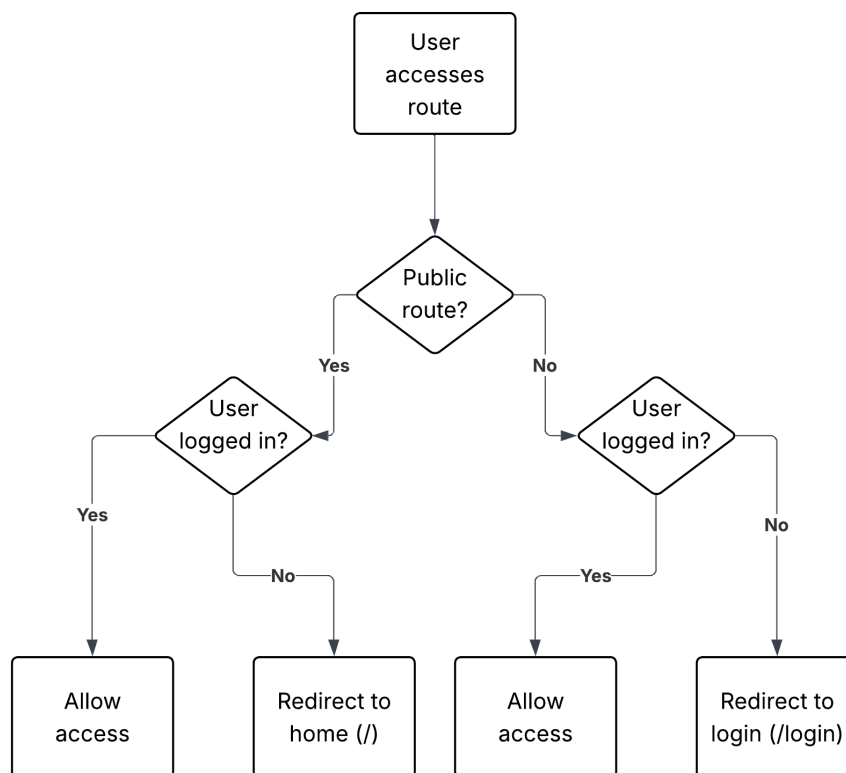 User
accesses
route
Public
route?
Yes
No
User
logged in?
User
logged in?
Yes
No
No
Yes
Allow
access
Redirect to
home (/)
Allow
access
Redirect to
login (/login)